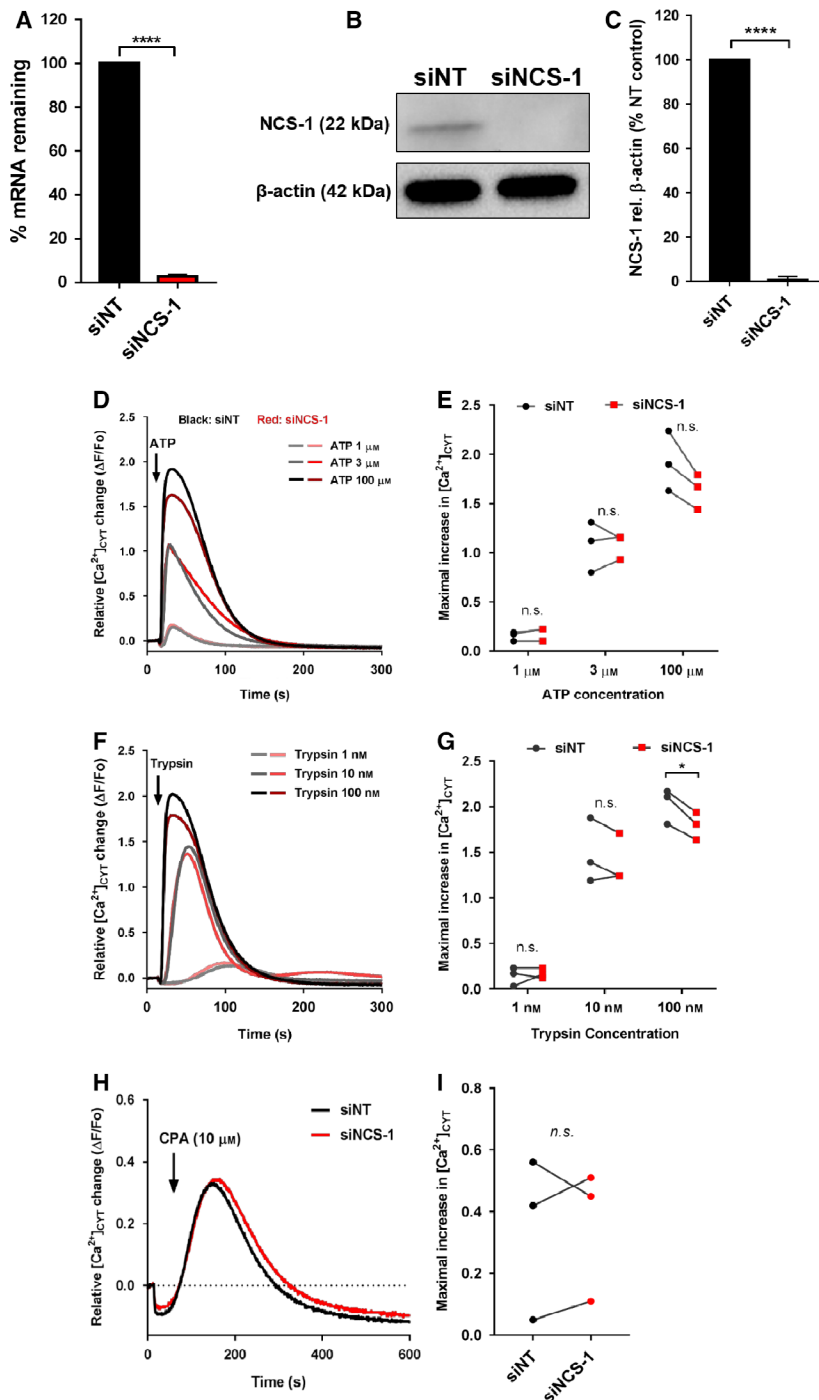 A
% mRNA remaining
120
100
80
60
40
20
0
****
siNT
siNCS-1
B
siNT siNCS-1
NCS-1 (22 kDa)
β-actin (42 kDa)
C
NCS-1 rel. β-actin (% NT control)
120
100
80
60
40
20
0
****
siNT
siNCS-1
D
Relative [Ca2+]CYT change (ΔF/Fo)
2.5
2.0
1.5
1.0
0.5
0.0
Black: siNT Red: siNCS-1
ATP
ATP 1 μM
ATP 3 μM
ATP 100 μM
0 100 200 300
Time (s)
E
siNT siNCS-1
Maximal increase in [Ca2+]CYT
2.5
2.0
1.5
1.0
0.5
0.0
n.s.
n.s.
n.s.
1 μM 3 μM 100 μM
ATP concentration
F
Relative [Ca2+]CYT change (ΔF/Fo)
2.5
2.0
1.5
1.0
0.5
0.0
Trypsin
Trypsin 1 nM
Trypsin 10 nM
Trypsin 100 nM
0 100 200 300
Time (s)
G
siNT siNCS-1
Maximal increase in [Ca2+]CYT
2.5
2.0
1.5
1.0
0.5
0.0
n.s.
n.s.
*
1 nM 10 nM 100 nM
Trypsin Concentration
H
Relative [Ca2+]CYT change (ΔF/Fo)
0.6
0.4
0.2
0.0
siNT
siNCS-1
CPA (10 μM)
0 200 400 600
Time (s)
I
Maximal increase in [Ca2+]CYT
0.8
0.6
0.4
0.2
0.0
n.s.
siNT
siNCS-1